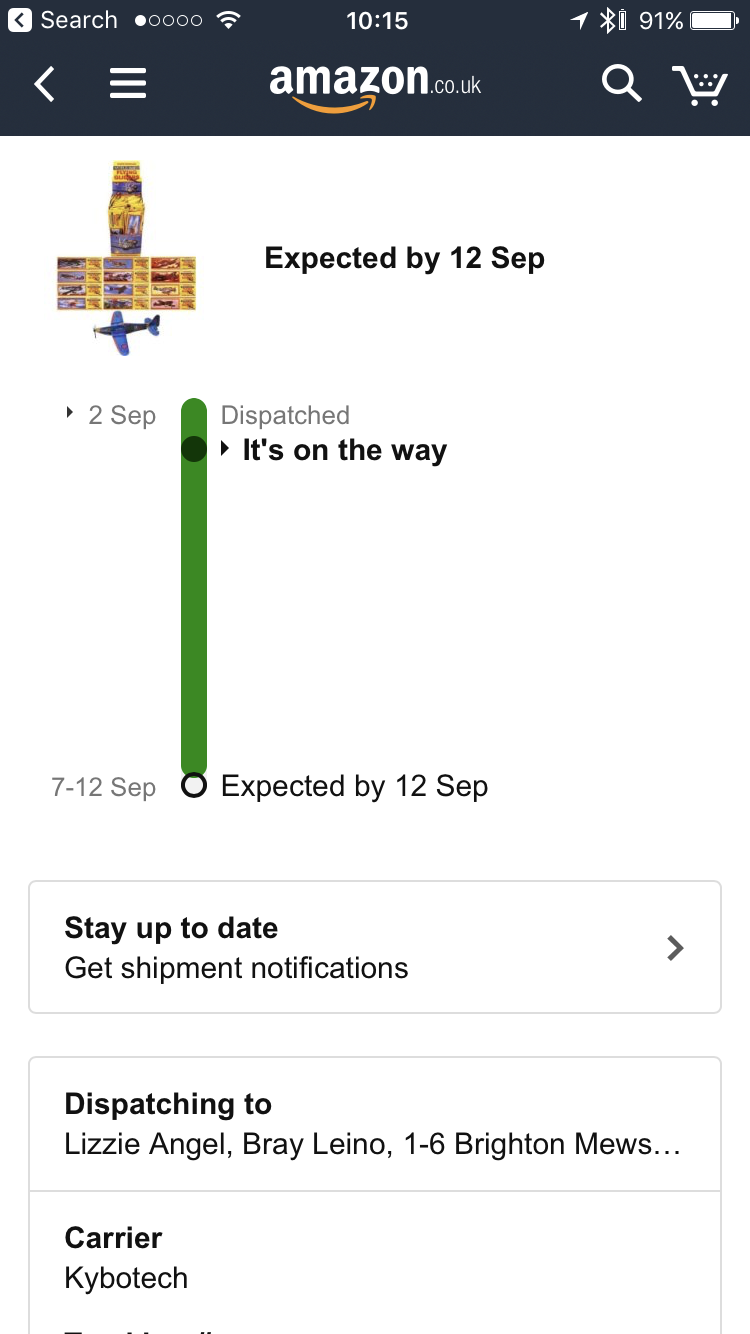 Search 10:15 91%
amazon.co.uk
FLYING
GLIDERS
Expected by 12 Sep
2 Sep Dispatched
It's on the way
7-12 Sep Expected by 12 Sep
Stay up to date
Get shipment notifications
Dispatching to
Lizzie Angel, Bray Leino, 1-6 Brighton Mews…
Carrier
Kybotech